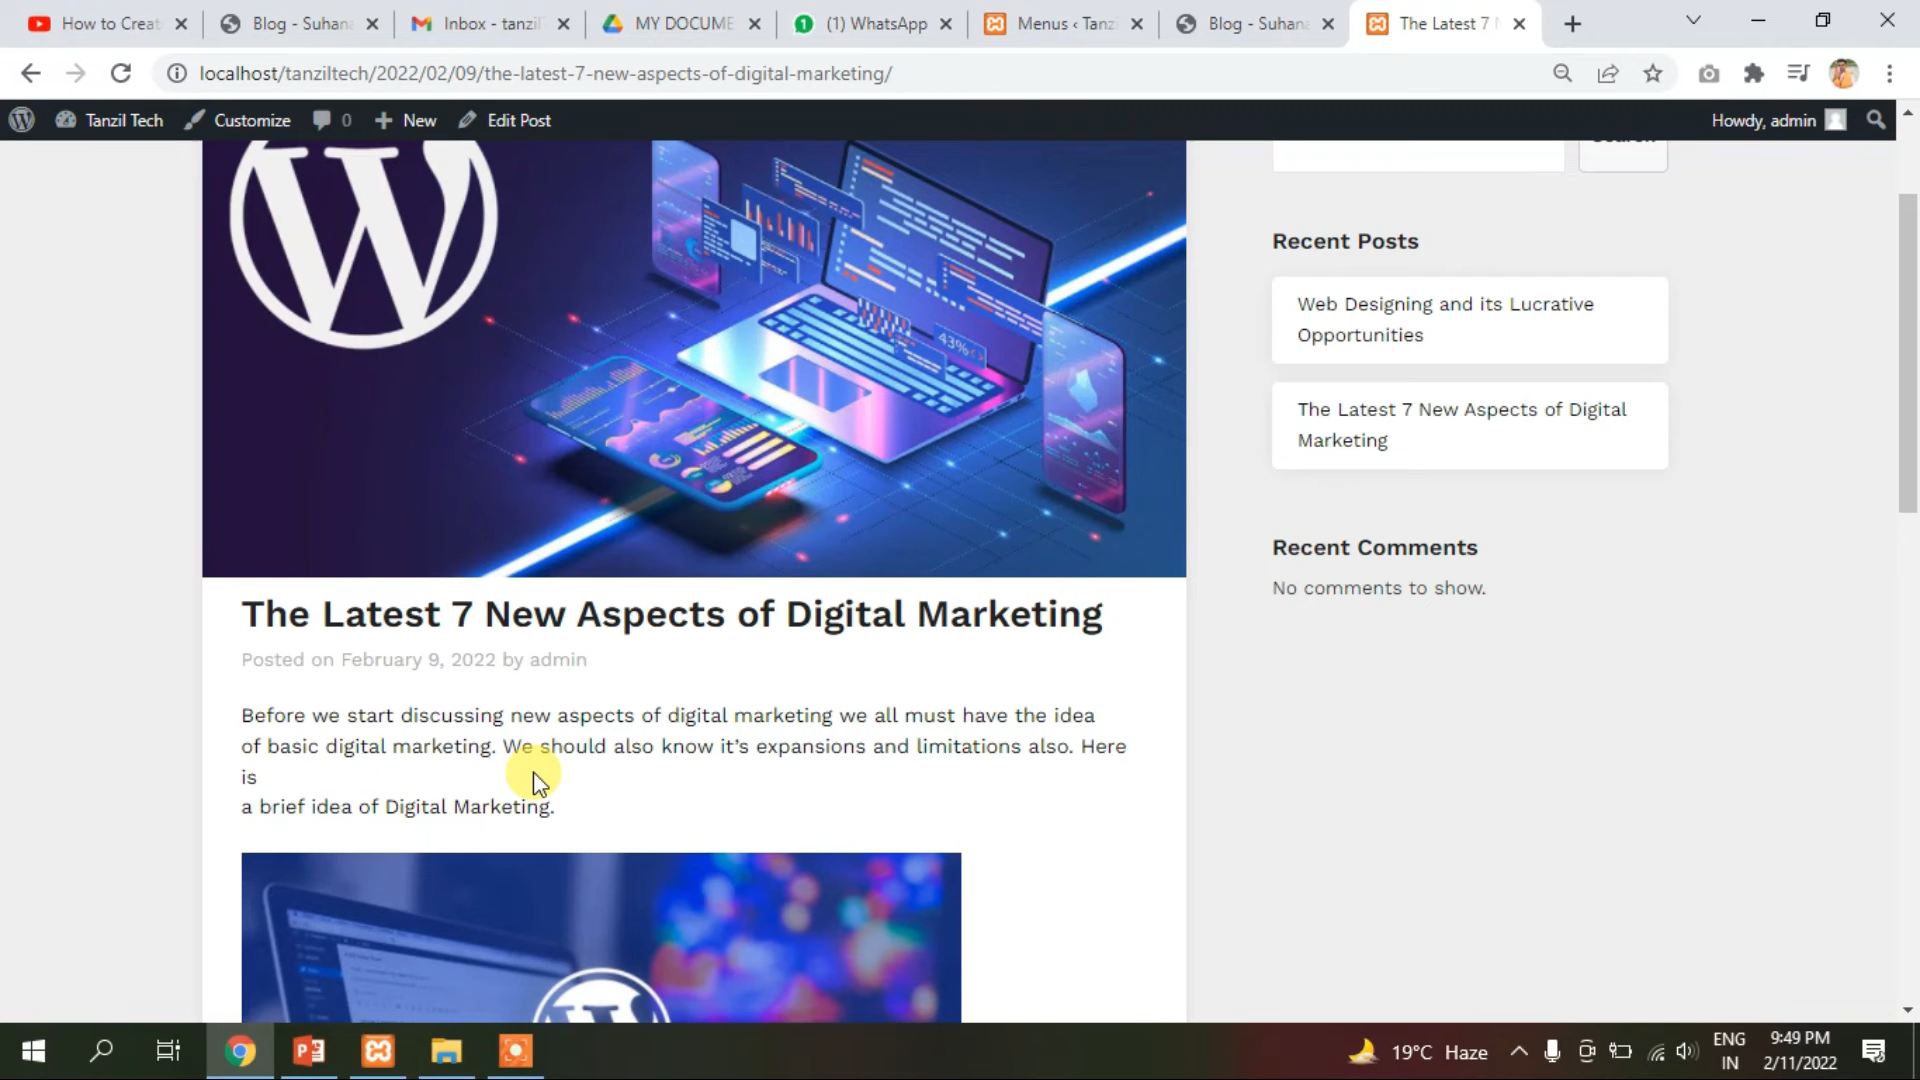 How to Creat
Blog - Suhana
Inbox - tanzil
MY DOCUME
(1) WhatsApp
Menus ‹ Tanzi
Blog - Suhana
The Latest 7 N
localhost/tanziltech/2022/02/09/the-latest-7-new-aspects-of-digital-marketing/
Tanzil Tech
Customize
0
New
Edit Post
Howdy, admin
Search
Recent Posts
Web Designing and its Lucrative
Opportunities
The Latest 7 New Aspects of Digital
Marketing
Recent Comments
No comments to show.
43%
The Latest 7 New Aspects of Digital Marketing
Posted on February 9, 2022 by admin
Before we start discussing new aspects of digital marketing we all must have the idea
of basic digital marketing. We should also know it’s expansions and limitations also. Here
is
a brief idea of Digital Marketing.
19°C Haze
ENG
IN
9:49 PM
2/11/2022